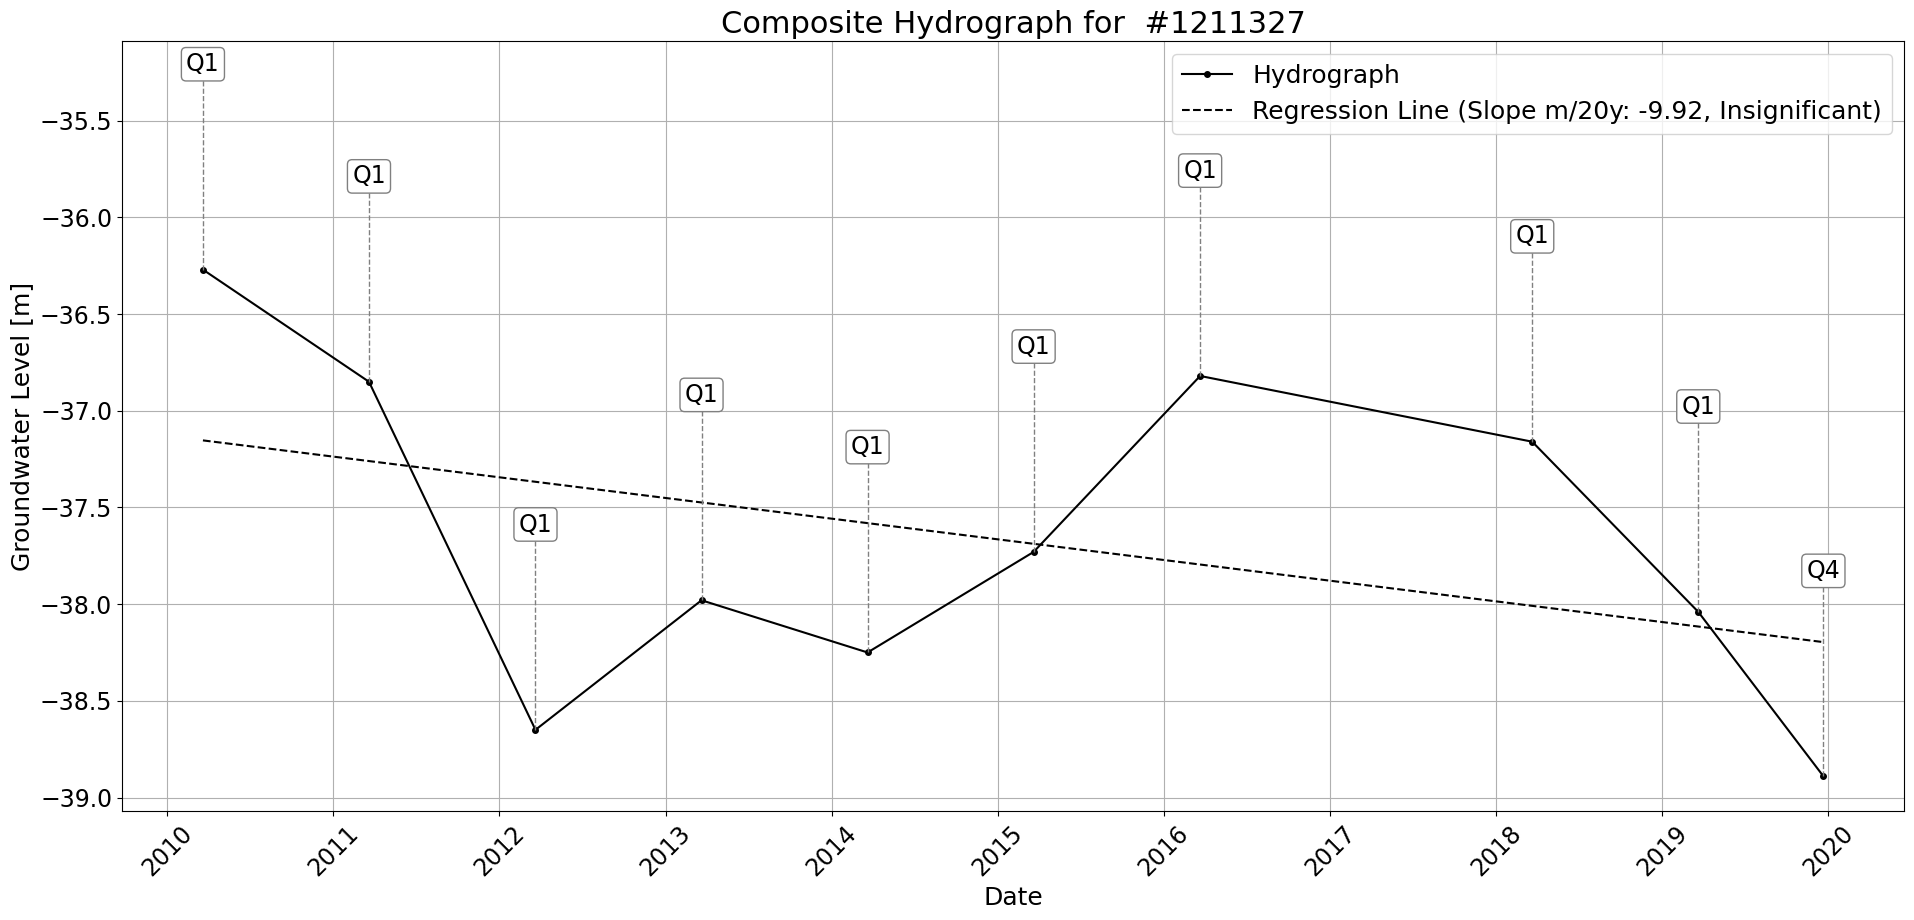 Composite Hydrograph for  #1211327
Hydrograph
Regression Line (Slope m/20y: -9.92, Insignificant)
Q1
Q1
Q1
Q1
Q1
Q1
Q1
Q1
Q1
Q4
Groundwater Level [m]
−35.5
−36.0
−36.5
−37.0
−37.5
−38.0
−38.5
−39.0
2010
2011
2012
2013
2014
2015
2016
2017
2018
2019
2020
Date